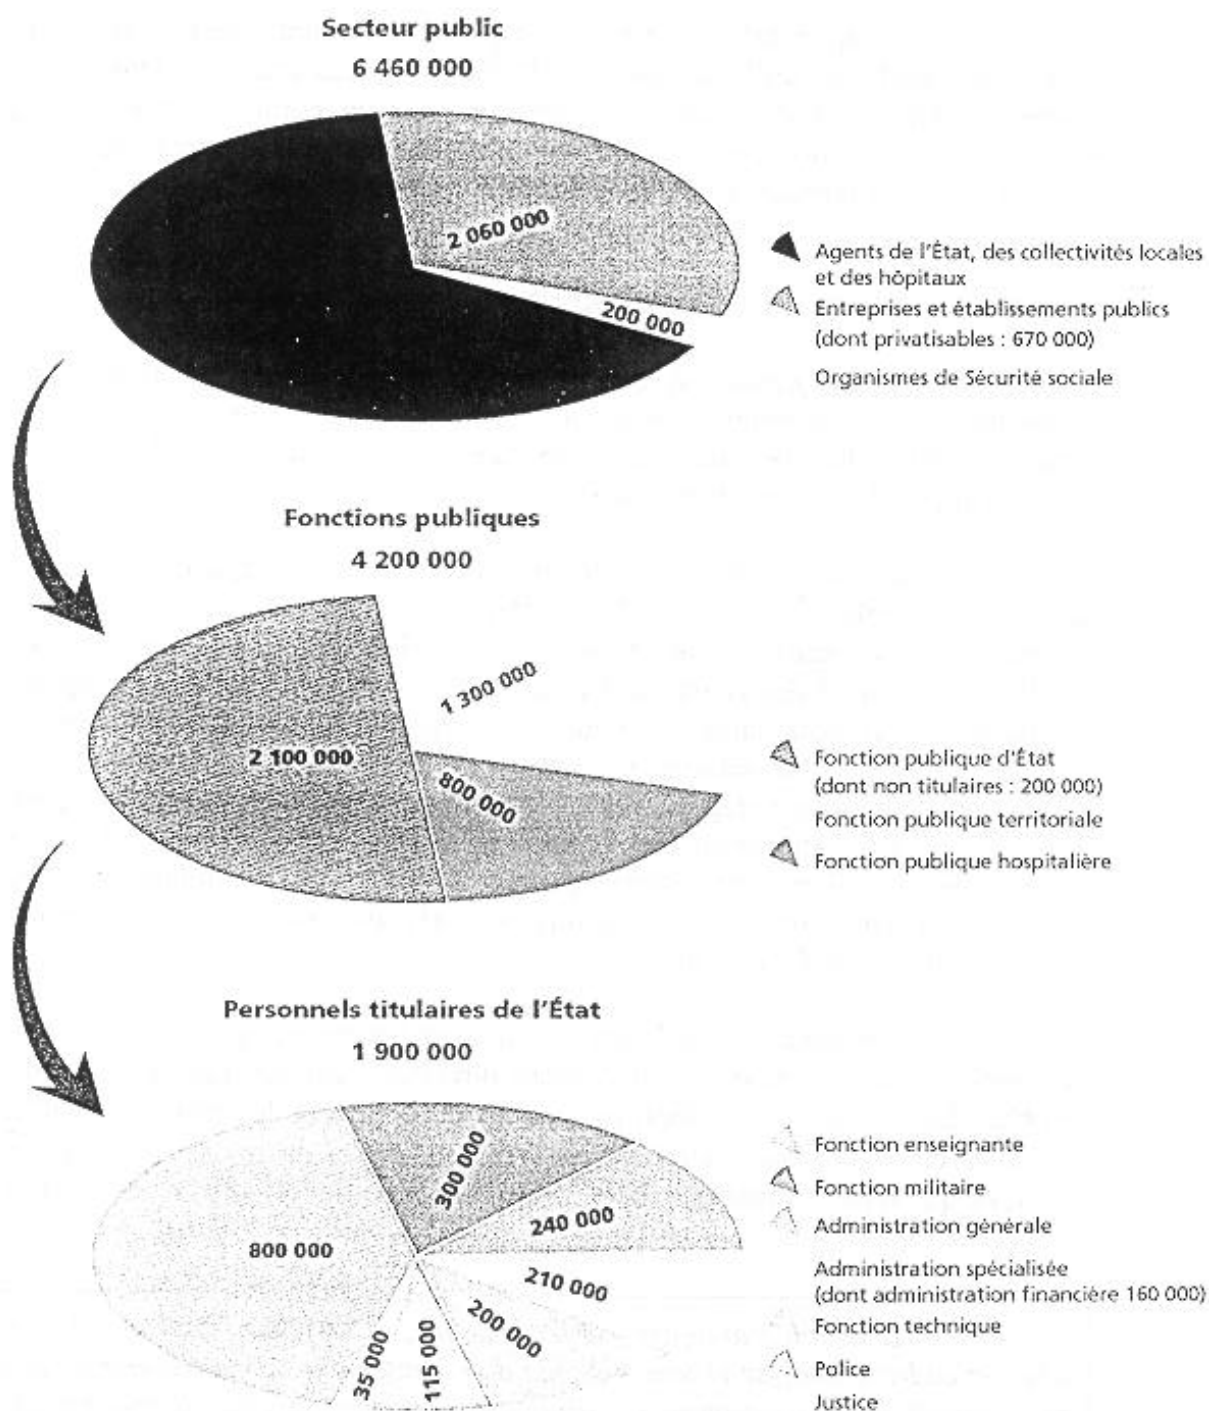 Secteur public
6 460 000
2 060 000
200 000
Agents de l'État, des collectivités locales
et des hôpitaux
Entreprises et établissements publics
(dont privatisables : 670 000)
Organismes de Sécurité sociale
Fonctions publiques
4 200 000
1 300 000
2 100 000
800 000
Fonction publique d'État
(dont non titulaires : 200 000)
Fonction publique territoriale
Fonction publique hospitalière
Personnels titulaires de l'État
1 900 000
300 000
240 000
800 000
210 000
200 000
115 000
35 000
Fonction enseignante
Fonction militaire
Administration générale
Administration spécialisée
(dont administration financière 160 000)
Fonction technique
Police
Justice